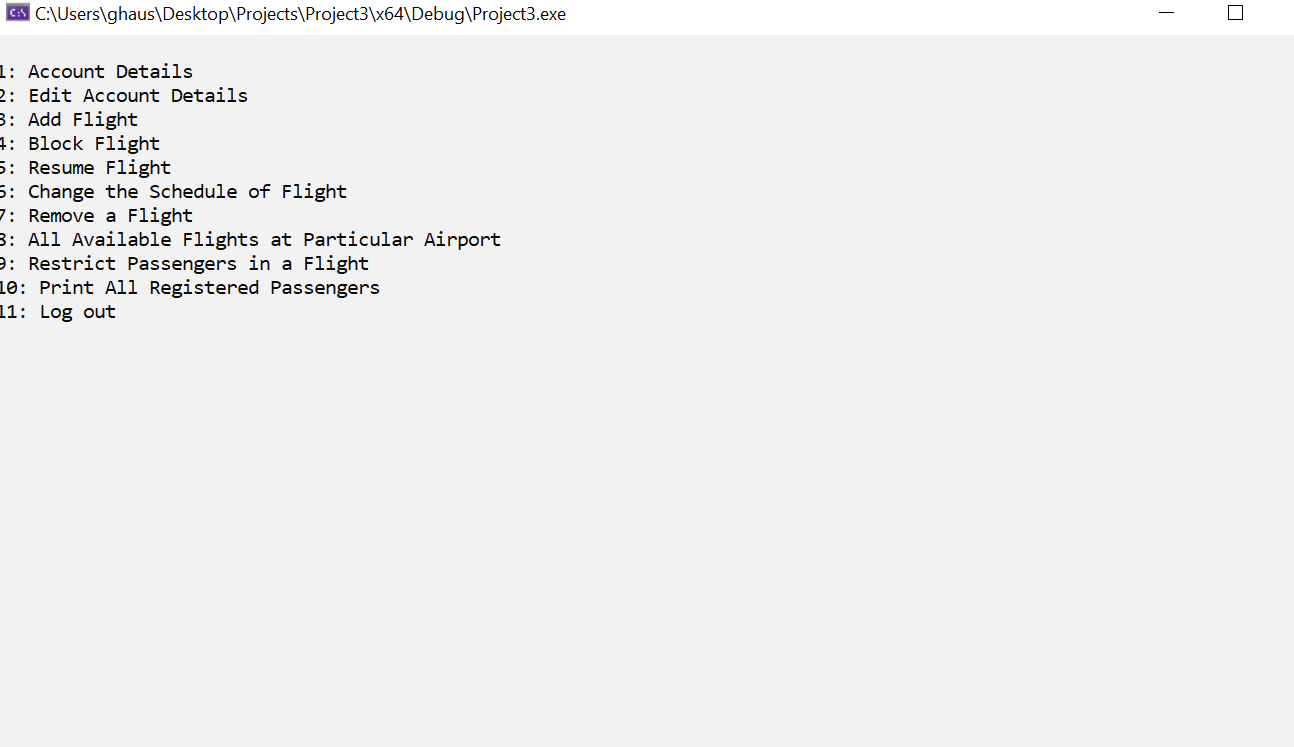 C:\Users\ghaus\Desktop\Projects\Project3\x64\Debug\Project3.exe
1: Account Details
2: Edit Account Details
3: Add Flight
4: Block Flight
5: Resume Flight
6: Change the Schedule of Flight
7: Remove a Flight
8: All Available Flights at Particular Airport
9: Restrict Passengers in a Flight
10: Print All Registered Passengers
11: Log out